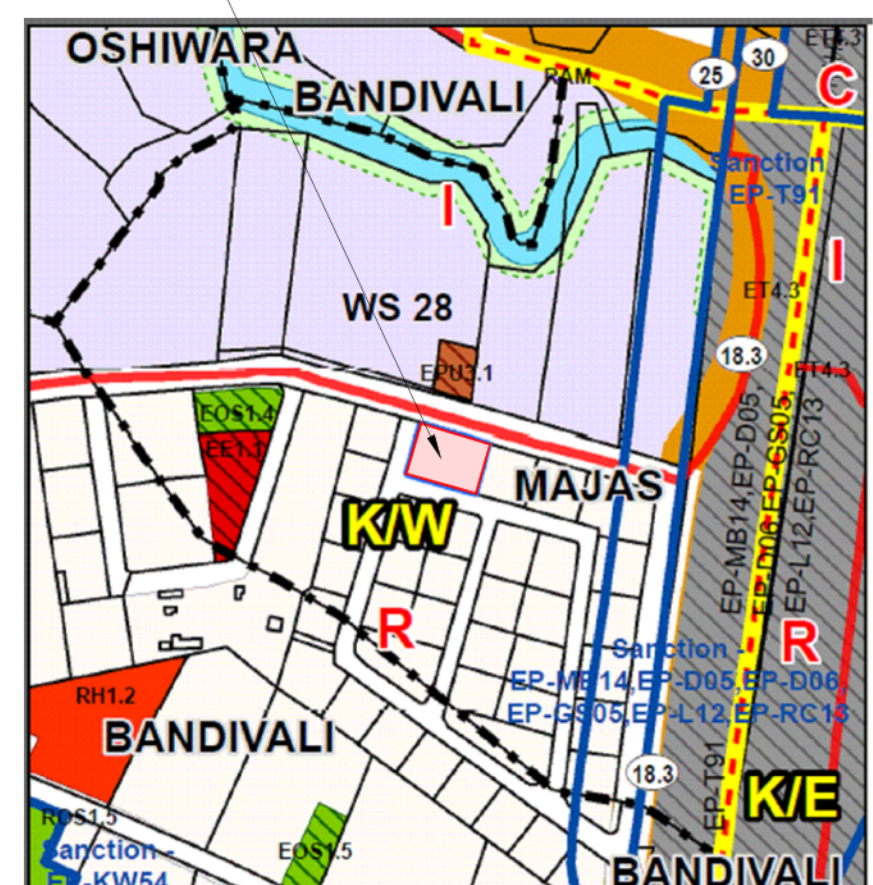 OSHIWARA
ET4.3
30
25
RAM
C
BANDIVALI
Sanction
EP-T91
I
I
ET4.3
WS 28
18.3
EPU3.1
ET4.3
EOS1.4
EE1.1
MAJAS
K/W
EP-MB14,EP-D05,
EP-D06,EP-GS05,
EP-L12,EP-RC13
R
R
Sanction -
EP-MB14,EP-D05,EP-D06,
EP-GS05,EP-L12,EP-RC13
RH1.2
BANDIVALI
18.3
EP-T91
K/E
ROS1.5
Sanction -
EP-KW54
EOS1.5
BANDIVALI